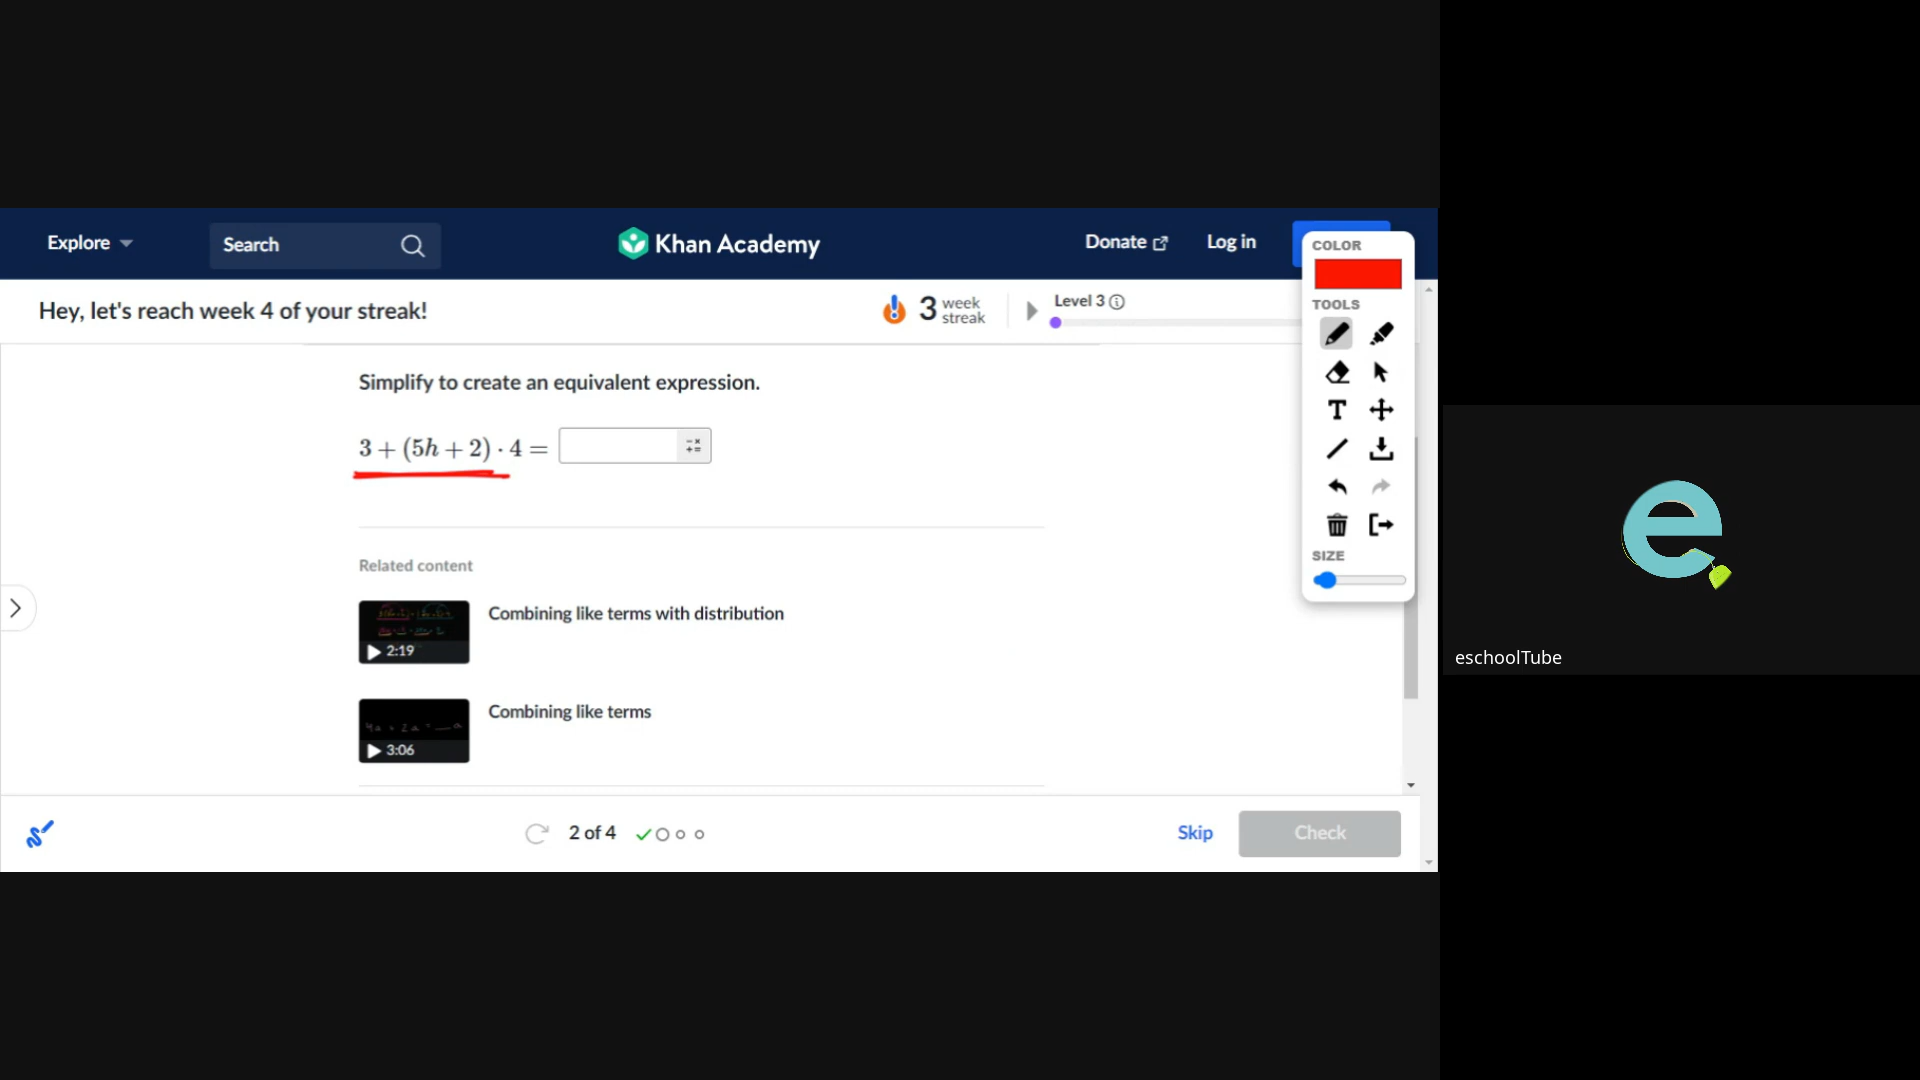 Explore
Search
Khan Academy
Donate
Log in
Hey, let's reach week 4 of your streak!
3 week streak
Level 3
Simplify to create an equivalent expression.
3 + (5h + 2) · 4 =
Related content
2:19
Combining like terms with distribution
3:06
Combining like terms
2 of 4
Skip
Check
COLOR
TOOLS
T
SIZE
e
eschoolTube